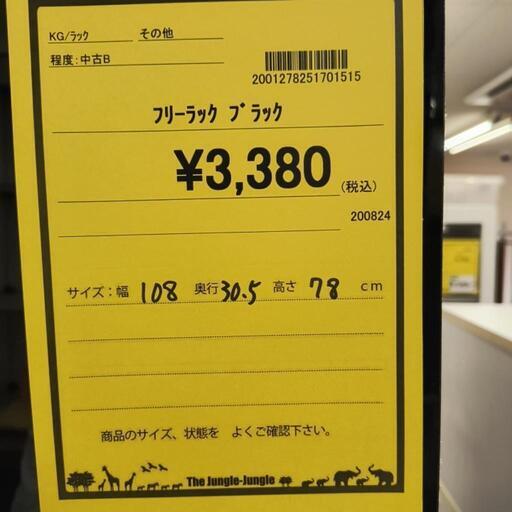 KG/ラック その他
程度:中古B
2001278251701515
フリーラック ブラック
¥3,380(税込)
200824
サイズ:幅 108 奥行 30.5 高さ 78 cm
商品のサイズ、状態を よくご確認下さい。
The Jungle-Jungle